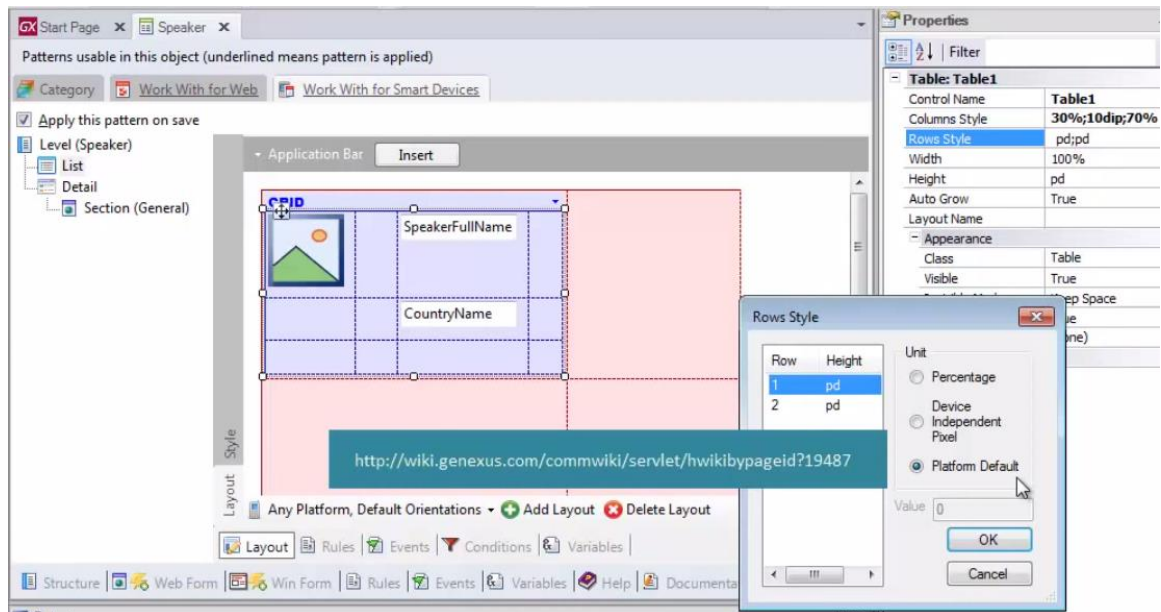 GX Start Page X Speaker X
Patterns usable in this object (underlined means pattern is applied)
Category Work With for Web Work With for Smart Devices
Apply this pattern on save
Level (Speaker)
List
Detail
Section (General)
Application Bar Insert
GRID
SpeakerFullName
CountryName
Style
Layout
http://wiki.genexus.com/commwiki/servlet/hwikibypageid?19487
Any Platform, Default Orientations Add Layout Delete Layout
Layout Rules Events Conditions Variables
Structure Web Form Win Form Rules Events Variables Help Documenta
Properties
Filter
Table: Table1
Control Name Table1
Columns Style 30%;10dip;70%
Rows Style pd;pd
Width 100%
Height pd
Auto Grow True
Layout Name
Appearance
Class Table
Visible True
ep Space
Rows Style
Row Height
1 pd
2 pd
Unit
Percentage
Device
Independent
Pixel
Platform Default
Value 0
OK
Cancel